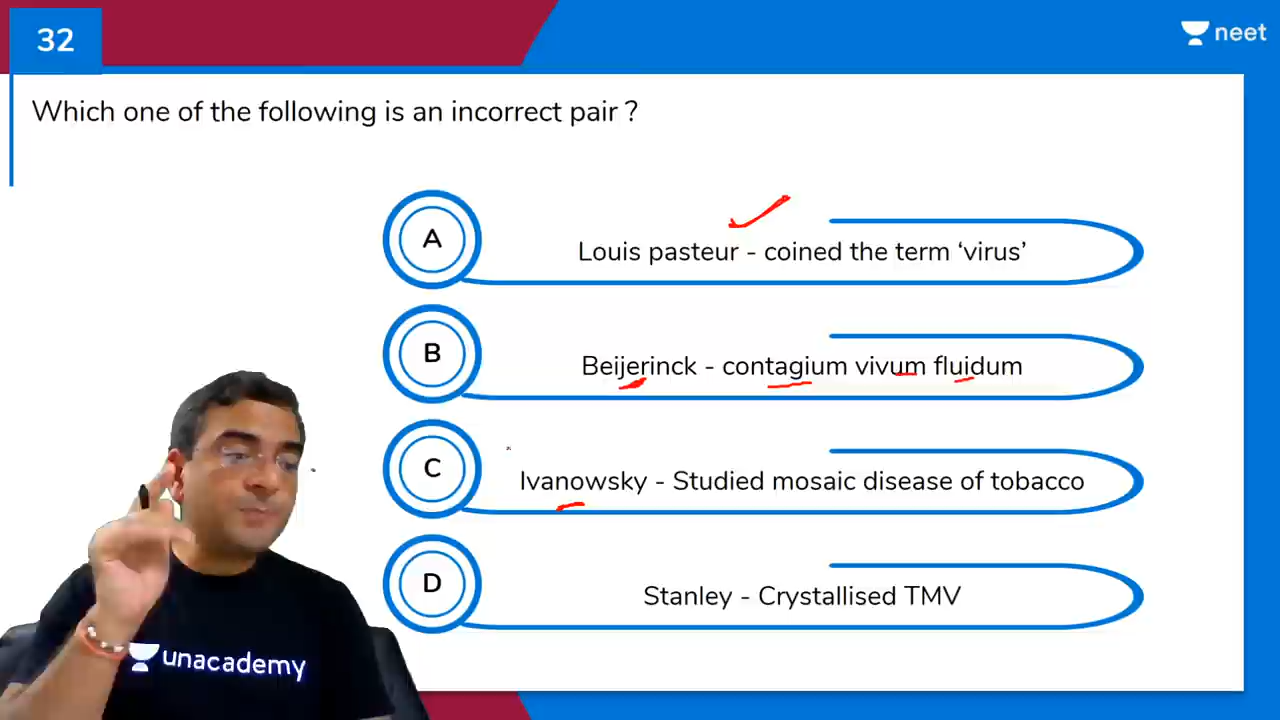 32
neet
Which one of the following is an incorrect pair ?
A
Louis pasteur - coined the term ‘virus’
B
Beijerinck - contagium vivum fluidum
C
Ivanowsky - Studied mosaic disease of tobacco
D
Stanley - Crystallised TMV
unacademy